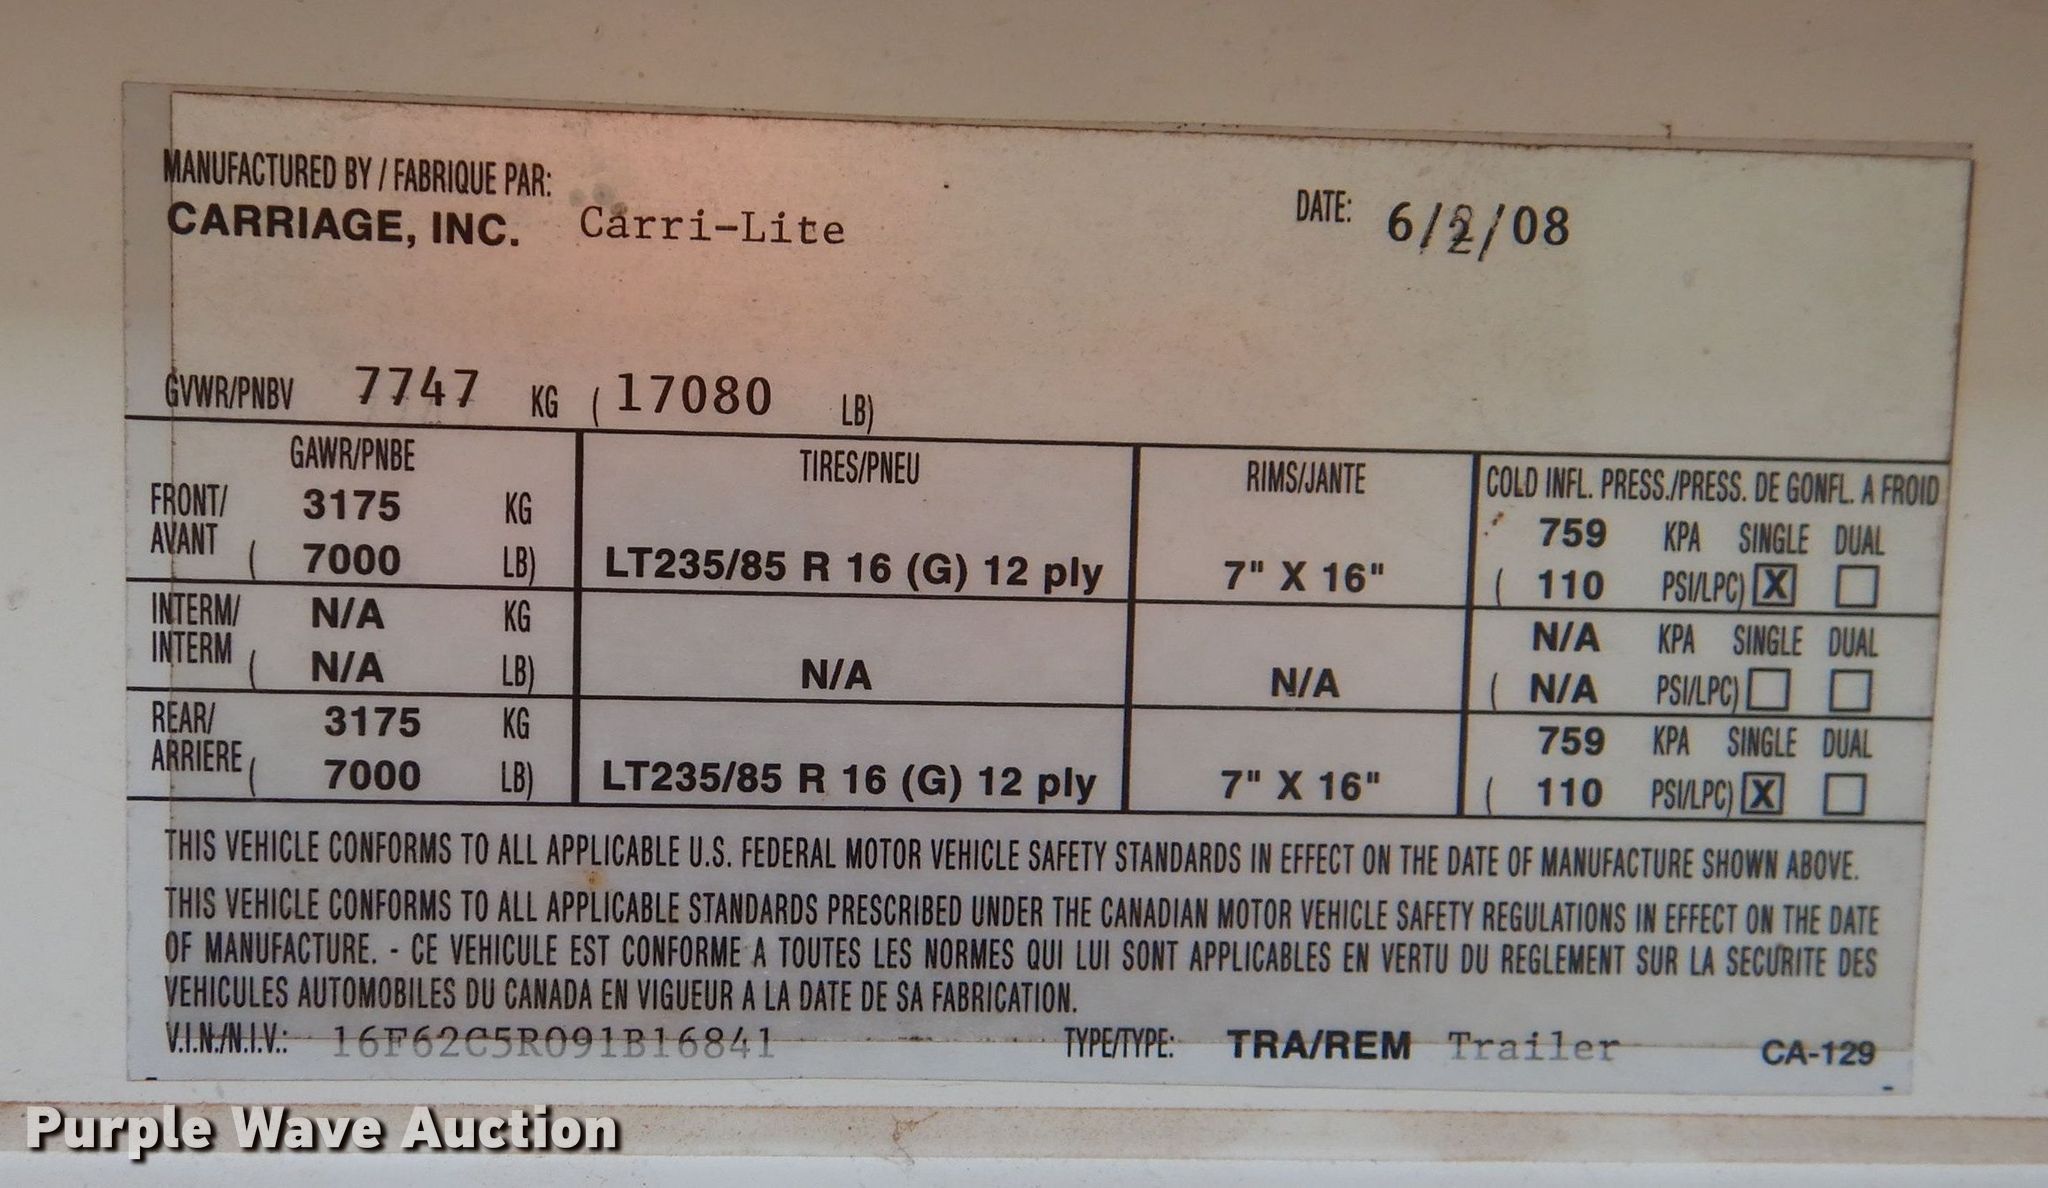 MANUFACTURED BY / FABRIQUE PAR:
CARRIAGE, INC. Carri-Lite
DATE: 6/2/08
GVWR/PNBV 7747 KG (17080 LB)
GAWR/PNBE TIRES/PNEU RIMS/JANTE COLD INFL. PRESS./PRESS. DE GONFL. A FROID
FRONT/ 3175 KG 759 KPA SINGLE DUAL
AVANT ( 7000 LB) LT235/85 R 16 (G) 12 ply 7" X 16" ( 110 PSI/LPC) X
INTERM/ N/A KG N/A KPA SINGLE DUAL
INTERM ( N/A LB) N/A N/A ( N/A PSI/LPC)
REAR/ 3175 KG 759 KPA SINGLE DUAL
ARRIERE ( 7000 LB) LT235/85 R 16 (G) 12 ply 7" X 16" ( 110 PSI/LPC) X
THIS VEHICLE CONFORMS TO ALL APPLICABLE U.S. FEDERAL MOTOR VEHICLE SAFETY STANDARDS IN EFFECT ON THE DATE OF MANUFACTURE SHOWN ABOVE.
THIS VEHICLE CONFORMS TO ALL APPLICABLE STANDARDS PRESCRIBED UNDER THE CANADIAN MOTOR VEHICLE SAFETY REGULATIONS IN EFFECT ON THE DATE
OF MANUFACTURE. - CE VEHICULE EST CONFORME A TOUTES LES NORMES QUI LUI SONT APPLICABLES EN VERTU DU REGLEMENT SUR LA SECURITE DES
VEHICULES AUTOMOBILES DU CANADA EN VIGUEUR A LA DATE DE SA FABRICATION.
V.I.N./N.I.V.: 16F62C5R091B16841 TYPE/TYPE: TRA/REM Trailer CA-129
Purple Wave Auction